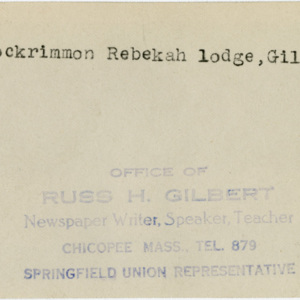 ockrimmon Rebekah lodge,Gil
OFFICE OF
RUSS H. GILBERT
Newspaper Writer, Speaker, Teacher
CHICOPEE MASS. TEL. 879
SPRINGFIELD UNION REPRESENTATIVE